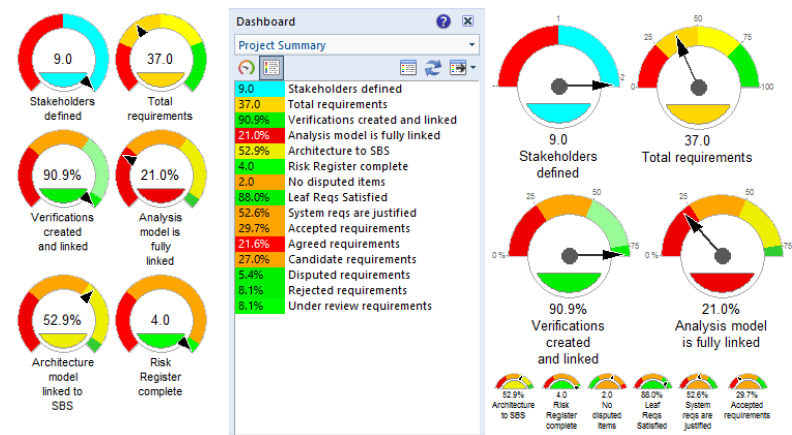 9.0
Stakeholders
defined
37.0
Total
requirements
90.9%
Verifications
created
and linked
21.0%
Analysis
model is
fully
linked
52.9%
Architecture
model
linked to
SBS
4.0
Risk
Register
complete
Dashboard
Project Summary
9.0 Stakeholders defined
37.0 Total requirements
90.9% Verifications created and linked
21.0% Analysis model is fully linked
52.9% Architecture to SBS
4.0 Risk Register complete
2.0 No disputed items
88.0% Leaf Reqs Satisfied
52.6% System reqs are justified
29.7% Accepted requirements
21.6% Agreed requirements
27.0% Candidate requirements
5.4% Disputed requirements
8.1% Rejected requirements
8.1% Under review requirements
1
2
9.0
Stakeholders
defined
25
50
75
100
37.0
Total requirements
0 %
25
50
75
90.9%
Verifications
created
and linked
0 %
25
50
75
21.0%
Analysis model
is fully linked
52.9%
Architecture
to SBS
4.0
Risk
Register
complete
2.0
No
disputed
items
88.0%
Leaf
Reqs
Satisfied
52.6%
System
reqs are
justified
29.7%
Accepted
requirements